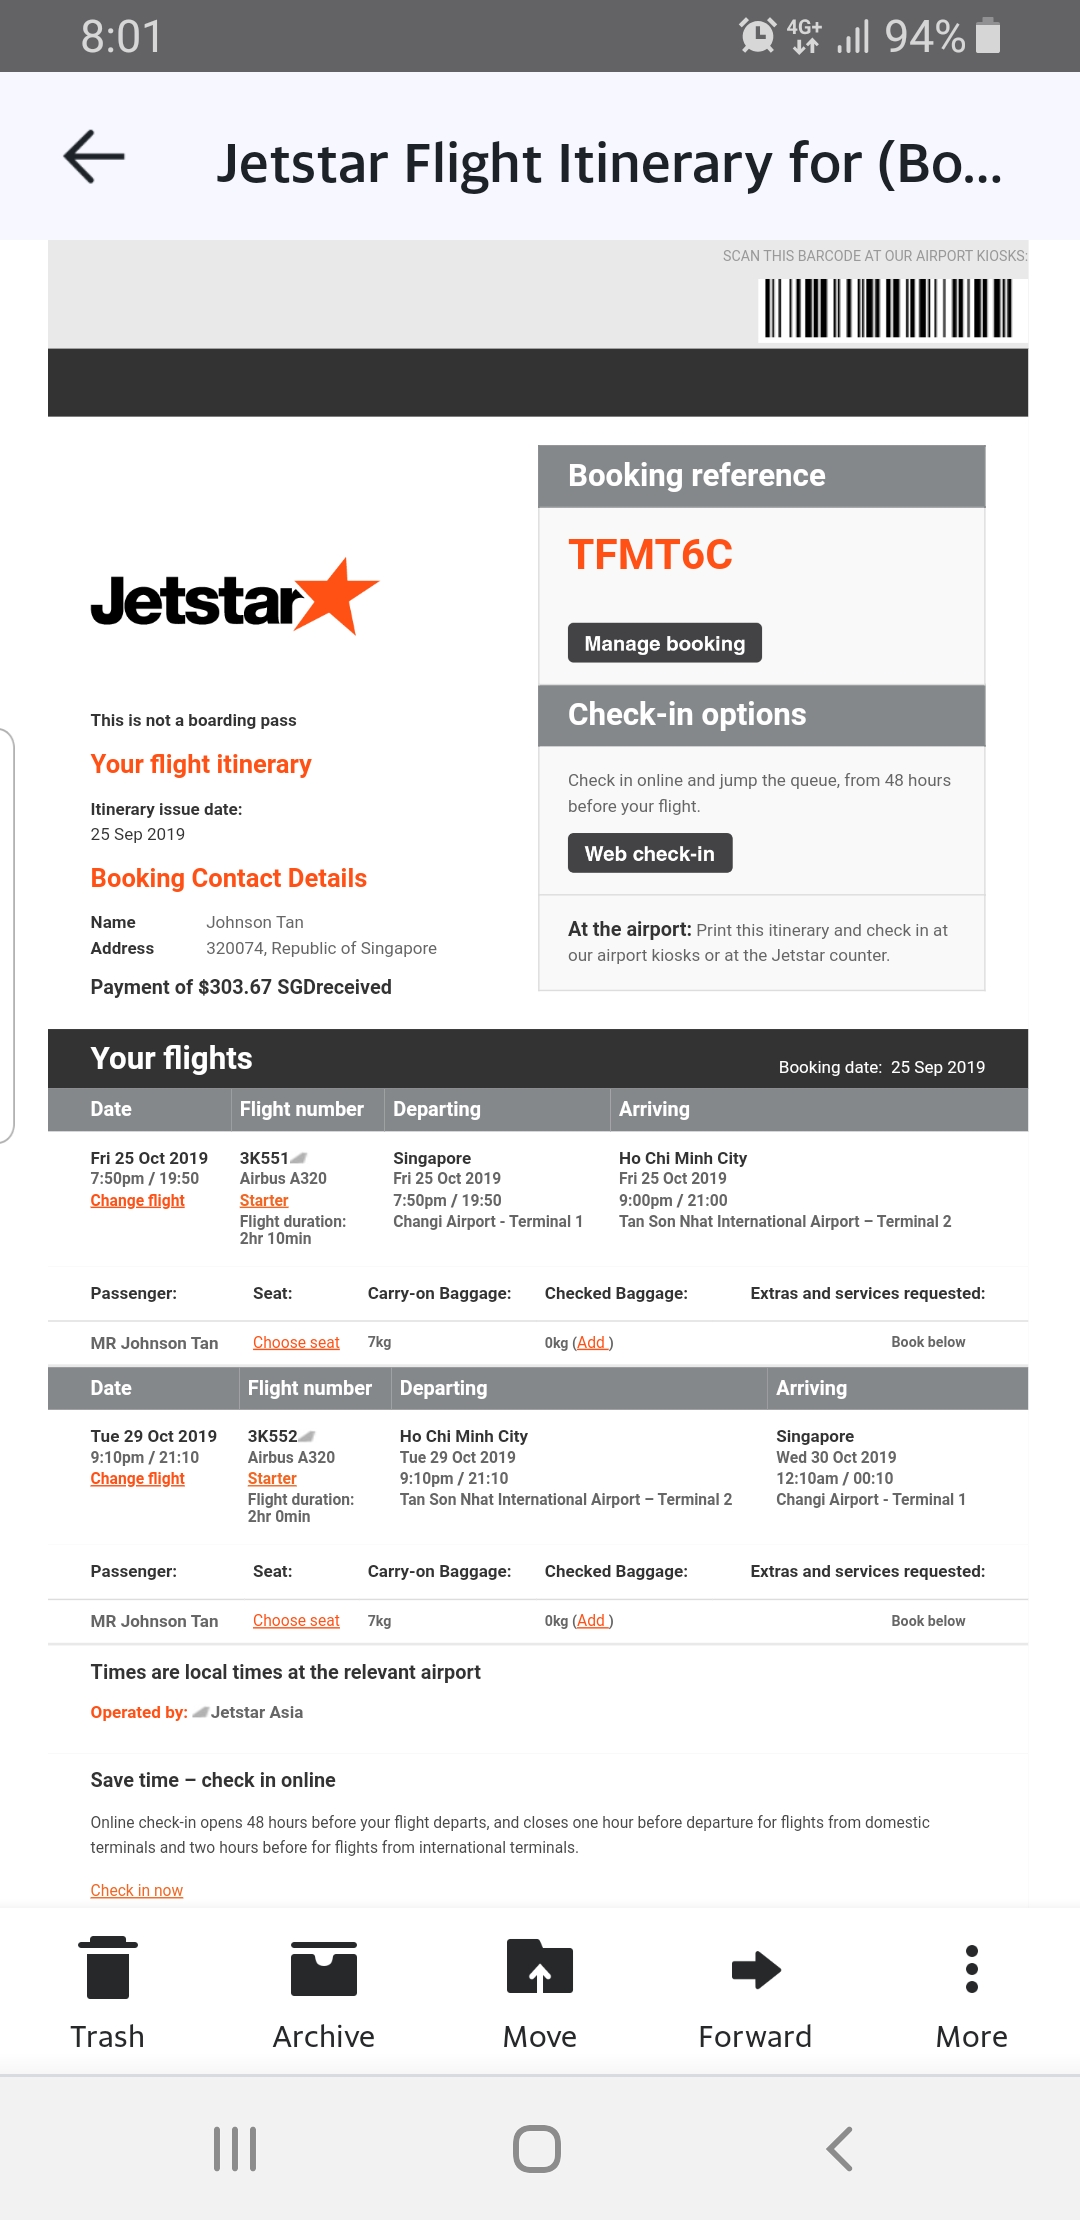 8:01
4G+ 94%
Jetstar Flight Itinerary for (Bo...
SCAN THIS BARCODE AT OUR AIRPORT KIOSKS:
Booking reference
TFMT6C
Manage booking
Jetstar
Check-in options
This is not a boarding pass
Your flight itinerary
Itinerary issue date:
25 Sep 2019
Check in online and jump the queue, from 48 hours
before your flight.
Web check-in
Booking Contact Details
Name Johnson Tan
Address 320074, Republic of Singapore
Payment of $303.67 SGDreceived
At the airport: Print this itinerary and check in at
our airport kiosks or at the Jetstar counter.
Your flights Booking date: 25 Sep 2019
Date Flight number Departing Arriving
Fri 25 Oct 2019 3K551 Singapore Ho Chi Minh City
7:50pm / 19:50 Airbus A320 Fri 25 Oct 2019 Fri 25 Oct 2019
Change flight Starter 7:50pm / 19:50 9:00pm / 21:00
Flight duration: Changi Airport - Terminal 1 Tan Son Nhat International Airport – Terminal 2
2hr 10min
Passenger: Seat: Carry-on Baggage: Checked Baggage: Extras and services requested:
MR Johnson Tan Choose seat 7kg 0kg (Add ) Book below
Date Flight number Departing Arriving
Tue 29 Oct 2019 3K552 Ho Chi Minh City Singapore
9:10pm / 21:10 Airbus A320 Tue 29 Oct 2019 Wed 30 Oct 2019
Change flight Starter 9:10pm / 21:10 12:10am / 00:10
Flight duration: Tan Son Nhat International Airport – Terminal 2 Changi Airport - Terminal 1
2hr 0min
Passenger: Seat: Carry-on Baggage: Checked Baggage: Extras and services requested:
MR Johnson Tan Choose seat 7kg 0kg (Add ) Book below
Times are local times at the relevant airport
Operated by: Jetstar Asia
Save time – check in online
Online check-in opens 48 hours before your flight departs, and closes one hour before departure for flights from domestic
terminals and two hours before for flights from international terminals.
Check in now
Trash Archive Move Forward More